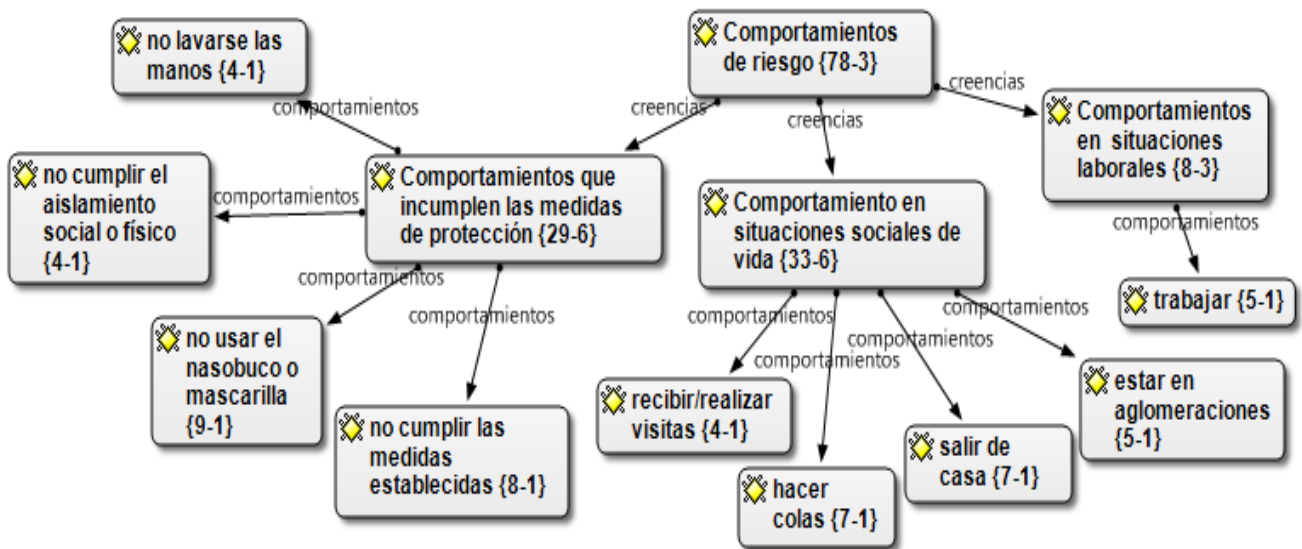 no lavarse las
manos {4-1}
Comportamientos
de riesgo {78-3}
creencias
creencias
creencias
comportamientos
Comportamientos
en situaciones
laborales {8-3}
no cumplir el
aislamiento
social o físico
{4-1}
comportamientos
Comportamientos que
incumplen las medidas
de protección {29-6}
Comportamiento en
situaciones sociales de
vida {33-6}
comportamientos
trabajar {5-1}
comportamientos
comportamientos
comportamientos
comportamientos
comportamientos
comportamientos
no usar el
nasobuco o
mascarilla
{9-1}
no cumplir las
medidas
establecidas {8-1}
recibir/realizar
visitas {4-1}
hacer
colas {7-1}
salir de
casa {7-1}
estar en
aglomeraciones
{5-1}